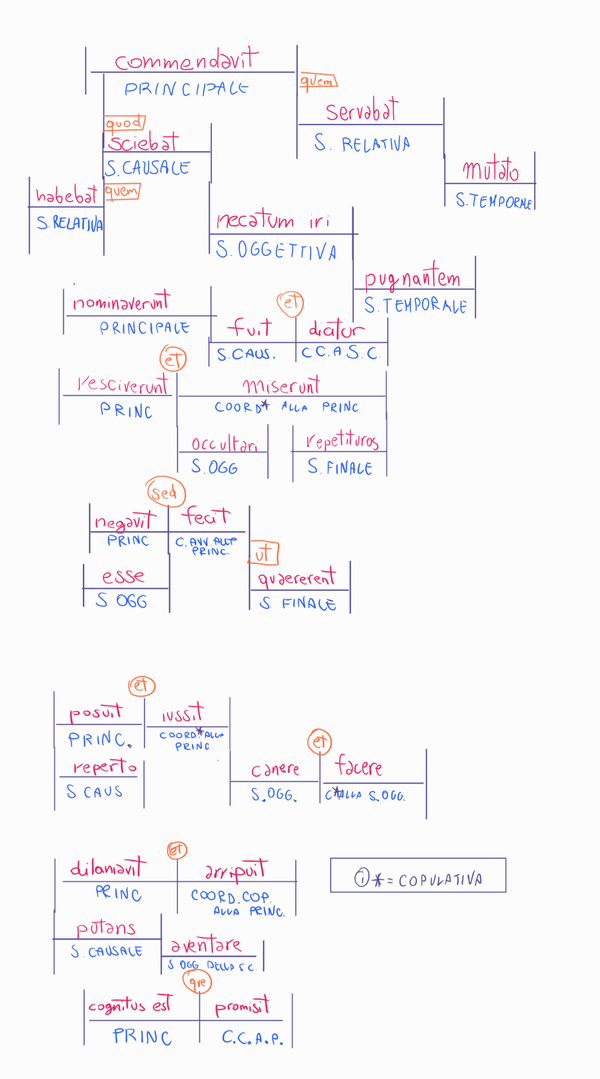 commendavit
PRINCIPALE
quem
servabat
S. RELATIVA
quod
sciebat
S. CAUSALE
mutato
S. TEMPORALE
habebat
quem
S. RELATIVA
necatum iri
S. OGGETTIVA
pugnantem
S. TEMPORALE
nominaverunt
PRINCIPALE
et
fuit
dicatur
S. CAUS.
C C. A S. C
et
resciverunt
miserunt
PRINC
COORD* ALLA PRINC
occultari
repetituros
S. OGG
S. FINALE
sed
negavit
fecit
PRINC
C. AVV ALLA
PRINC.
ut
esse
quaererent
S OGG
S FINALE
et
posuit
iussit
PRINC.
COORD.* ALLA
PRINC.
et
reperto
canere
facere
S. CAUS.
S. OGG.
C* ALLA S. OGG.
et
dilaniavit
arripuit
PRINC
COORD. COP.
ALLA PRINC.
① * = COPULATIVA
putans
S. CAUSALE
aventare
S OGG DELLA S.C.
que
cognitus est
promisit
PRINC
C. C. A. P.